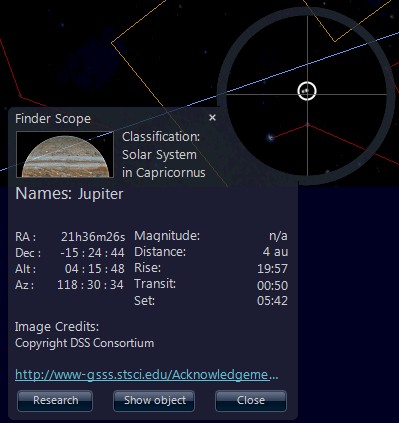 Finder Scope ×
Classification:
Solar System
in Capricornus
Names: Jupiter
RA : 21h36m26s
Dec : -15 : 24 : 44
Alt : 04 : 15 : 48
Az : 118 : 30 : 34
Magnitude: n/a
Distance: 4 au
Rise: 19:57
Transit: 00:50
Set: 05:42
Image Credits:
Copyright DSS Consortium
http://www-gsss.stsci.edu/Acknowledgeme...
Research Show object Close